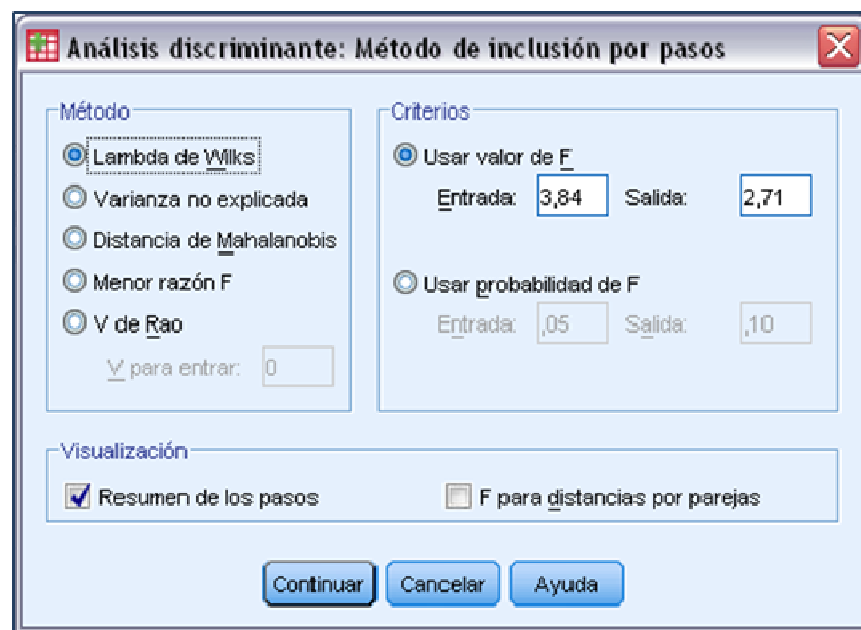 Análisis discriminante: Método de inclusión por pasos
Método
Lambda de Wilks
Varianza no explicada
Distancia de Mahalanobis
Menor razón F
V de Rao
V para entrar: 0
Criterios
Usar valor de F
Entrada: 3,84 Salida: 2,71
Usar probabilidad de F
Entrada: ,05 Salida: ,10
Visualización
Resumen de los pasos
F para distancias por parejas
Continuar Cancelar Ayuda